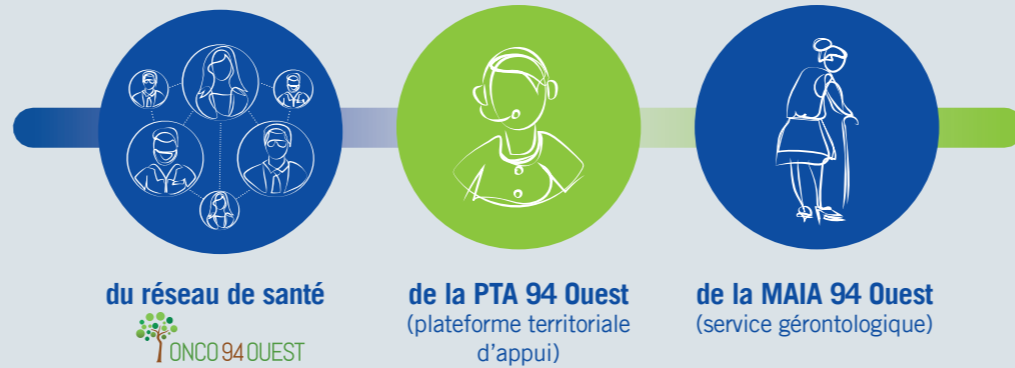 du réseau de santé
ONCO 94 OUEST
de la PTA 94 Ouest
(plateforme territoriale
d'appui)
de la MAIA 94 Ouest
(service gérontologique)